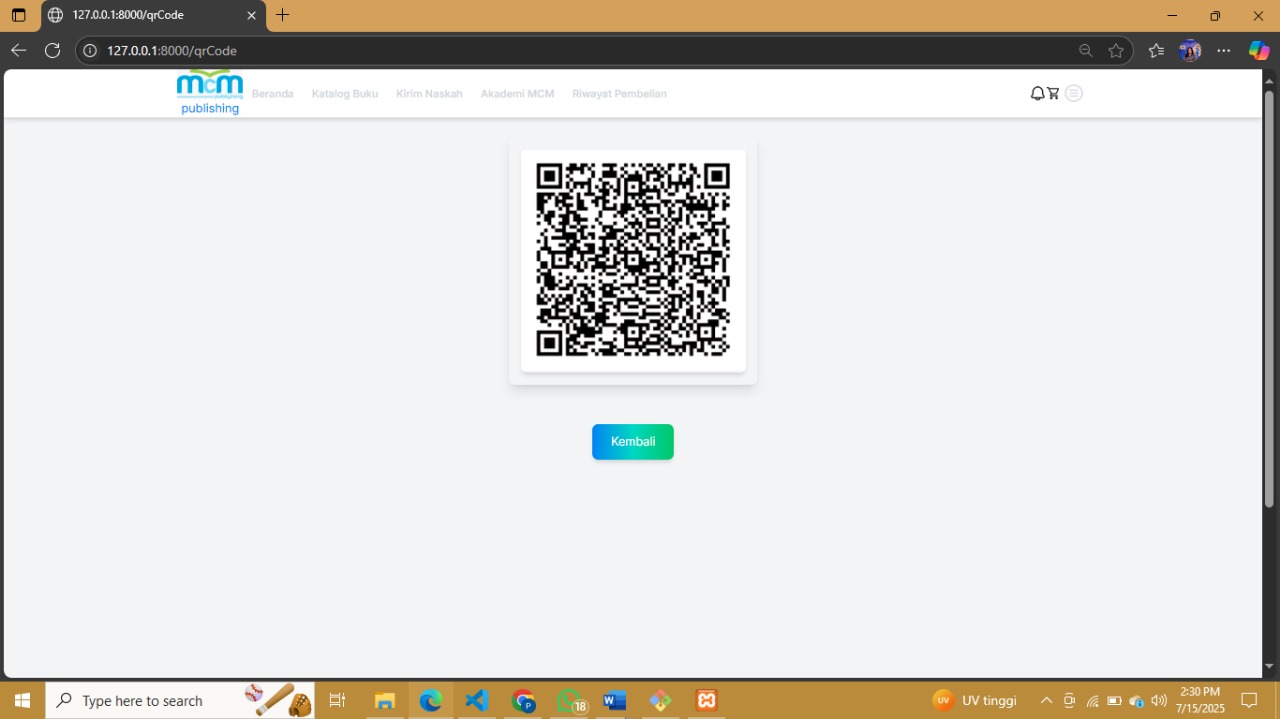 127.0.0.1:8000/qrCode
127.0.0.1:8000/qrCode
mcm
publishing
Beranda Katalog Buku Kirim Naskah Akademi MCM Riwayat Pembelian
Kembali
Type here to search
18
UV
UV tinggi
2:30 PM
7/15/2025